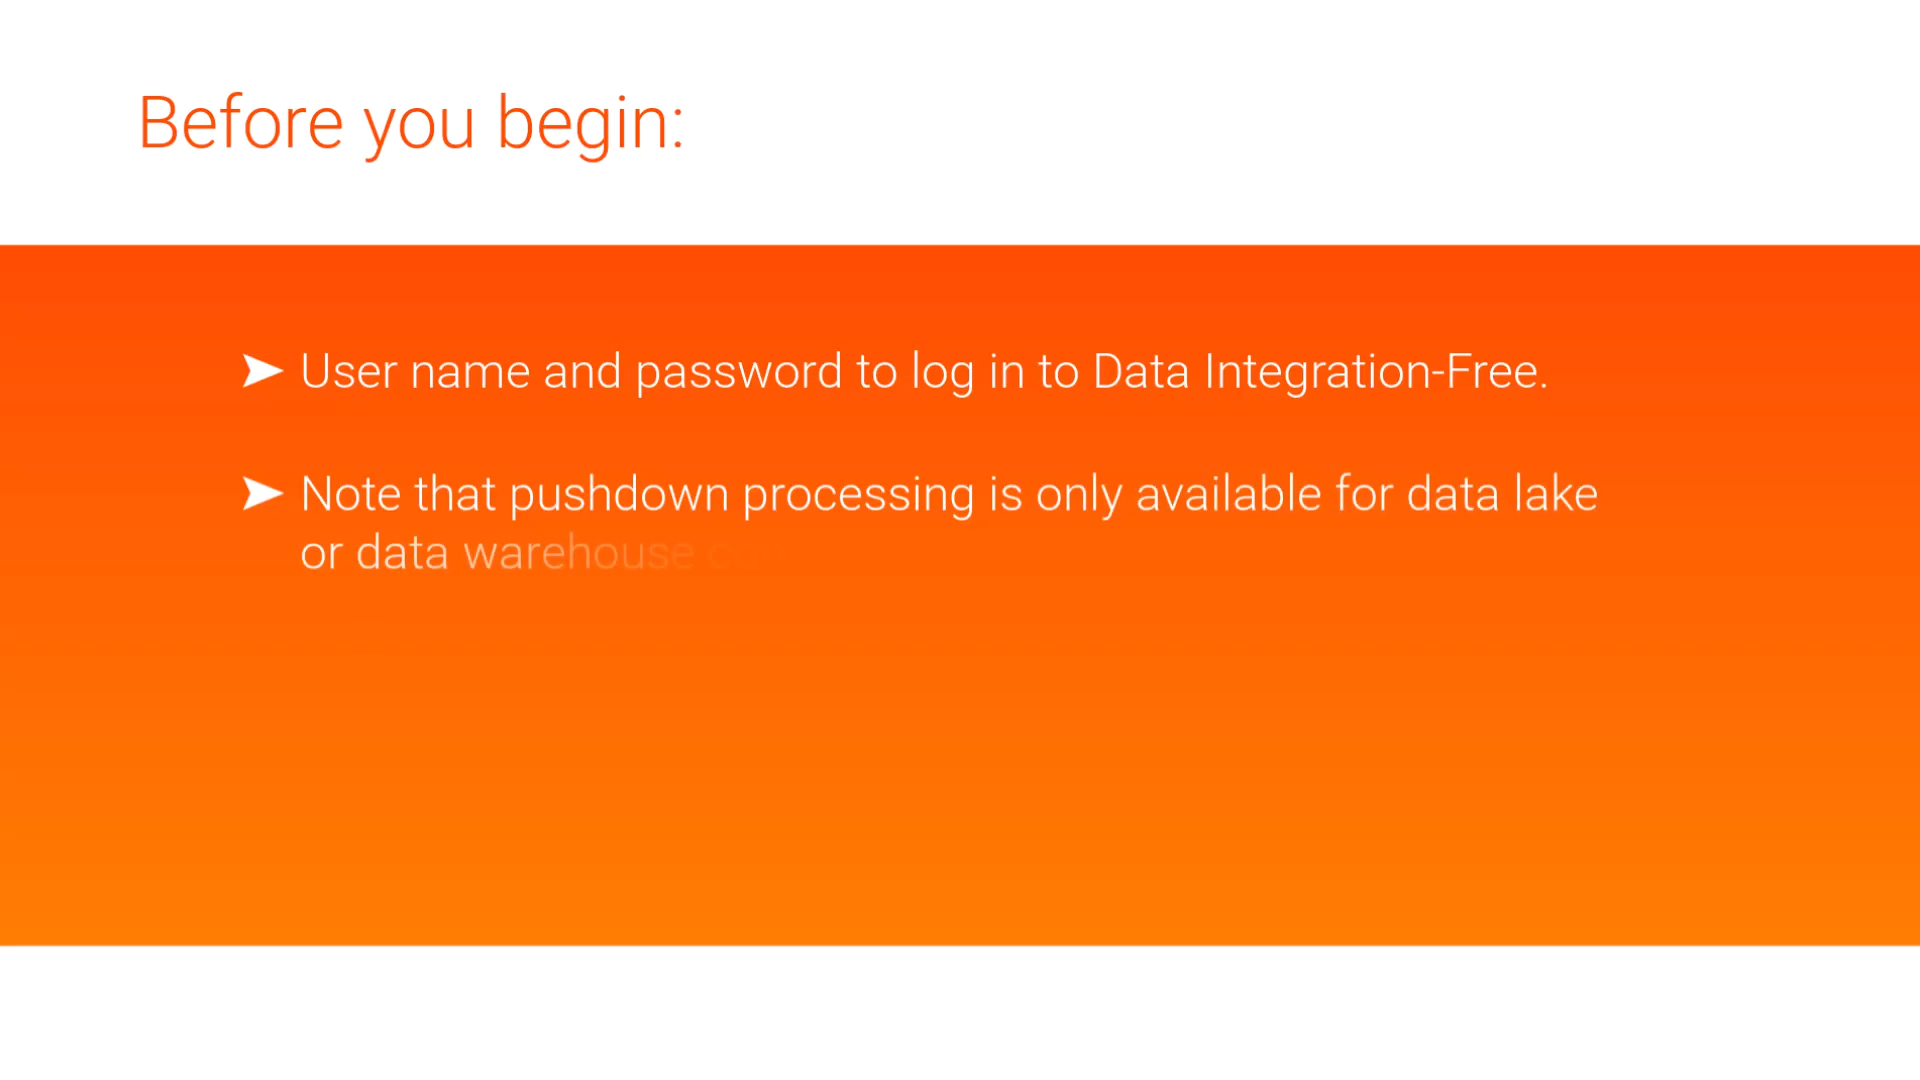 Before you begin:
➤ User name and password to log in to Data Integration-Free.
➤ Note that pushdown processing is only available for data lake
or data warehouse